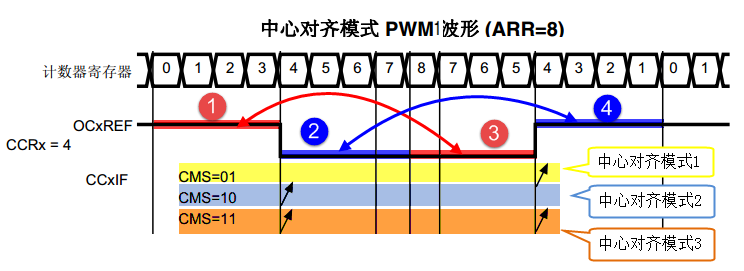 中心对齐模式 PWM1波形 (ARR=8)
计数器寄存器 0 1 2 3 4 5 6 7 8 7 6 5 4 3 2 1 0 1
1 4
OCxREF
2 3
CCRx = 4
CCxIF
CMS=01 中心对齐模式1
CMS=10 中心对齐模式2
CMS=11 中心对齐模式3